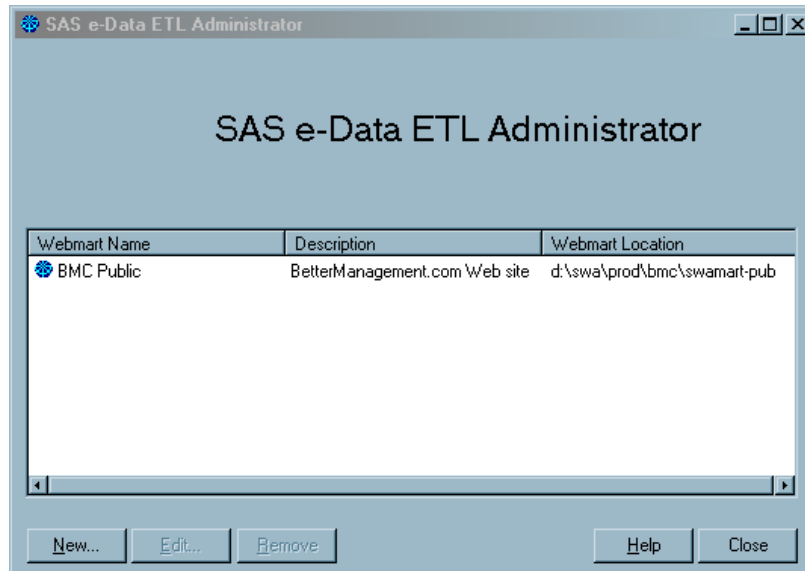 SAS e-Data ETL Administrator
SAS e-Data ETL Administrator
Webmart Name Description Webmart Location
BMC Public BetterManagement.com Web site d:\swa\prod\bmc\swamart-pub
New... Edit... Remove Help Close